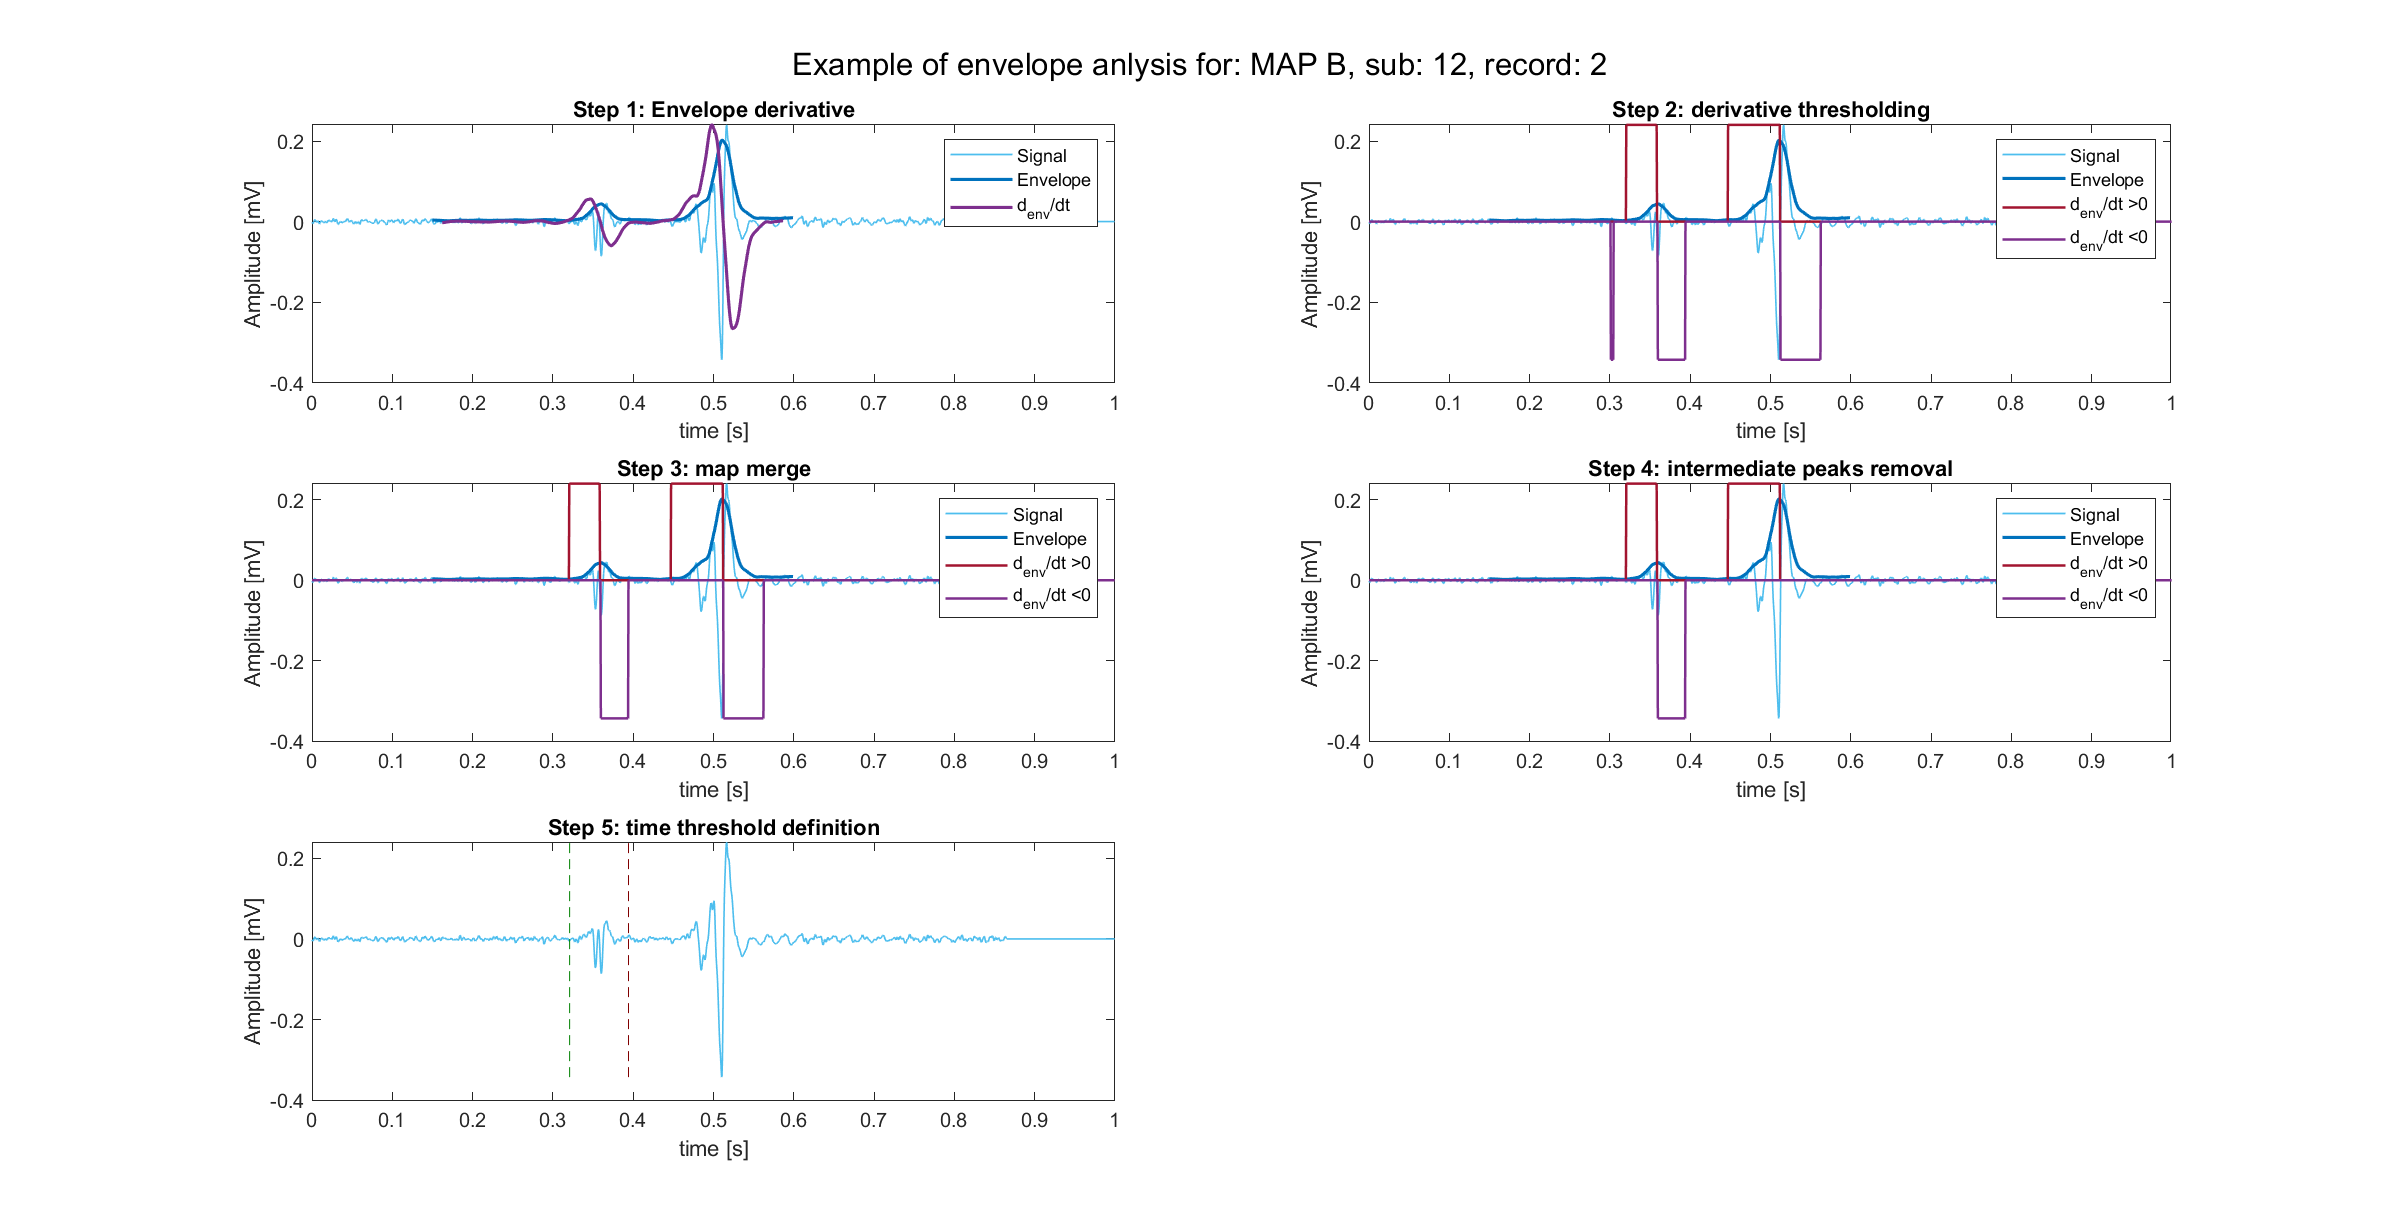 Example of envelope anlysis for: MAP B, sub: 12, record: 2
Step 1: Envelope derivative
Amplitude [mV]
0.2
0
-0.2
-0.4
0 0.1 0.2 0.3 0.4 0.5 0.6 0.7 0.8 0.9 1
time [s]
Signal
Envelope
d_env/dt
Step 2: derivative thresholding
Amplitude [mV]
0.2
0
-0.2
-0.4
0 0.1 0.2 0.3 0.4 0.5 0.6 0.7 0.8 0.9 1
time [s]
Signal
Envelope
d_env/dt >0
d_env/dt <0
Step 3: map merge
Amplitude [mV]
0.2
0
-0.2
-0.4
0 0.1 0.2 0.3 0.4 0.5 0.6 0.7 0.8 0.9 1
time [s]
Signal
Envelope
d_env/dt >0
d_env/dt <0
Step 4: intermediate peaks removal
Amplitude [mV]
0.2
0
-0.2
-0.4
0 0.1 0.2 0.3 0.4 0.5 0.6 0.7 0.8 0.9 1
time [s]
Signal
Envelope
d_env/dt >0
d_env/dt <0
Step 5: time threshold definition
Amplitude [mV]
0.2
0
-0.2
-0.4
0 0.1 0.2 0.3 0.4 0.5 0.6 0.7 0.8 0.9 1
time [s]